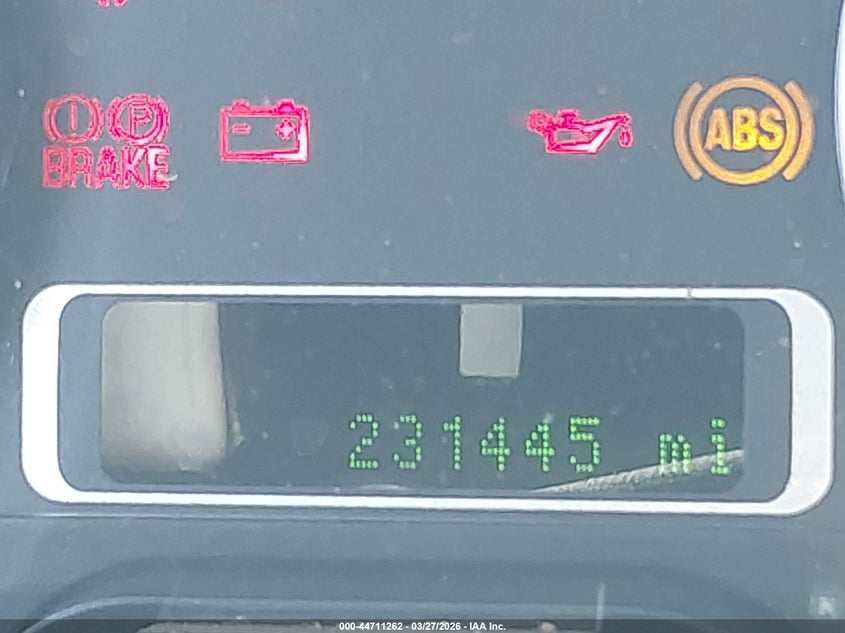 P
BRAKE
ABS
231445 mi
000-44711262 - 03/27/2026 - IAA Inc.